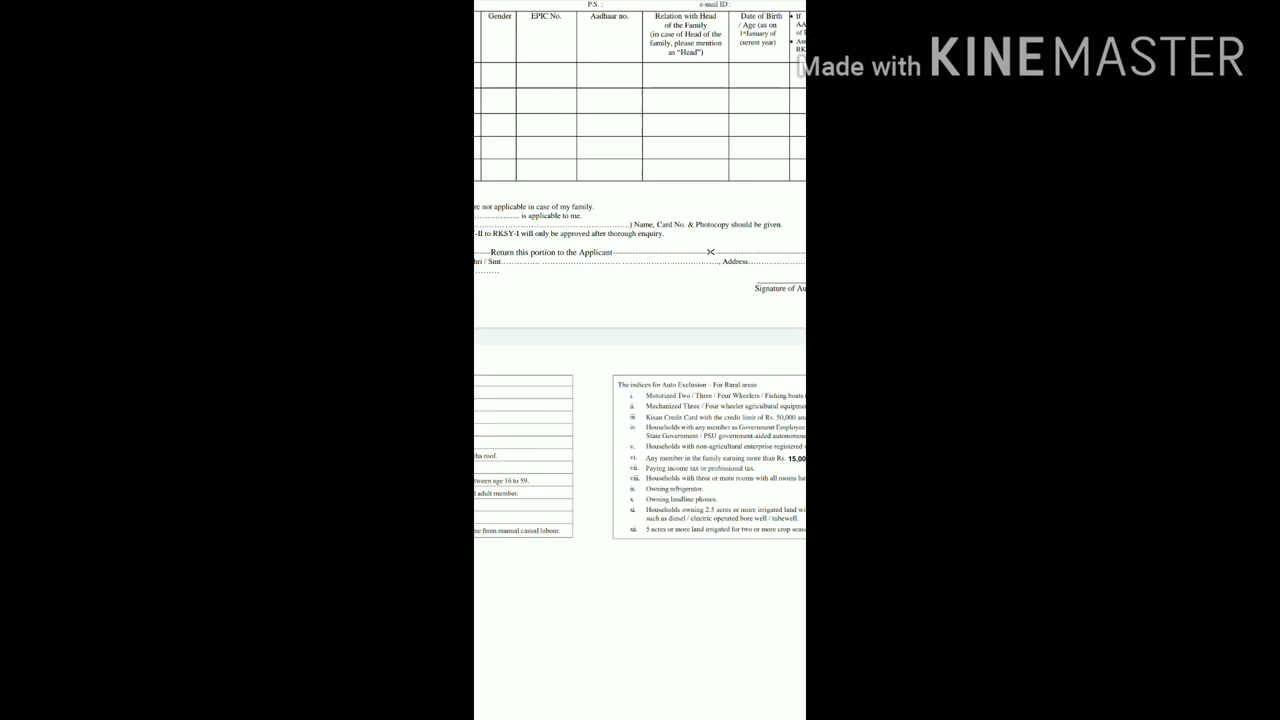 P.S. : e-mail ID :
Gender EPIC No. Aadhaar no. Relation with Head of the Family (in case of Head of the family, please mention as “Head”) Date of Birth / Age (as on 1st January of current year) • If
AA
of
•
RK
Made with KINEMASTER
re not applicable in case of my family.
………….….. is applicable to me.
……………………………………………………) Name, Card No. & Photocopy should be given.
-II to RKSY-I will only be approved after thorough enquiry.
------Return this portion to the Applicant--------------------------------✂------------------------------
hri / Smt………… ……………………… ……………………………, Address……………………
………
Signature of Au
cha roof.
tween age 16 to 59.
l adult member.
ne from manual casual labour.
The indices for Auto Exclusion – For Rural areas
i. Motorized Two / Three / Four Wheelers / Fishing boats
ii. Mechanized Three / Four wheeler agricultural equipme
iii. Kisan Credit Card with the credit limit of Rs. 50,000 an
iv. Households with any member as Government Employee
State Government / PSU government-aided autonomou
v. Households with non-agricultural enterprise registered
vi. Any member in the family earning more than Rs. 15,00
vii. Paying income tax or professional tax.
viii. Households with three or more rooms with all rooms ha
ix. Owning refrigerator.
x. Owning landline phones.
xi. Households owning 2.5 acres or more irrigated land wi
such as diesel / electric operated bore well / tubewell.
xii. 5 acres or more land irrigated for two or more crop seas